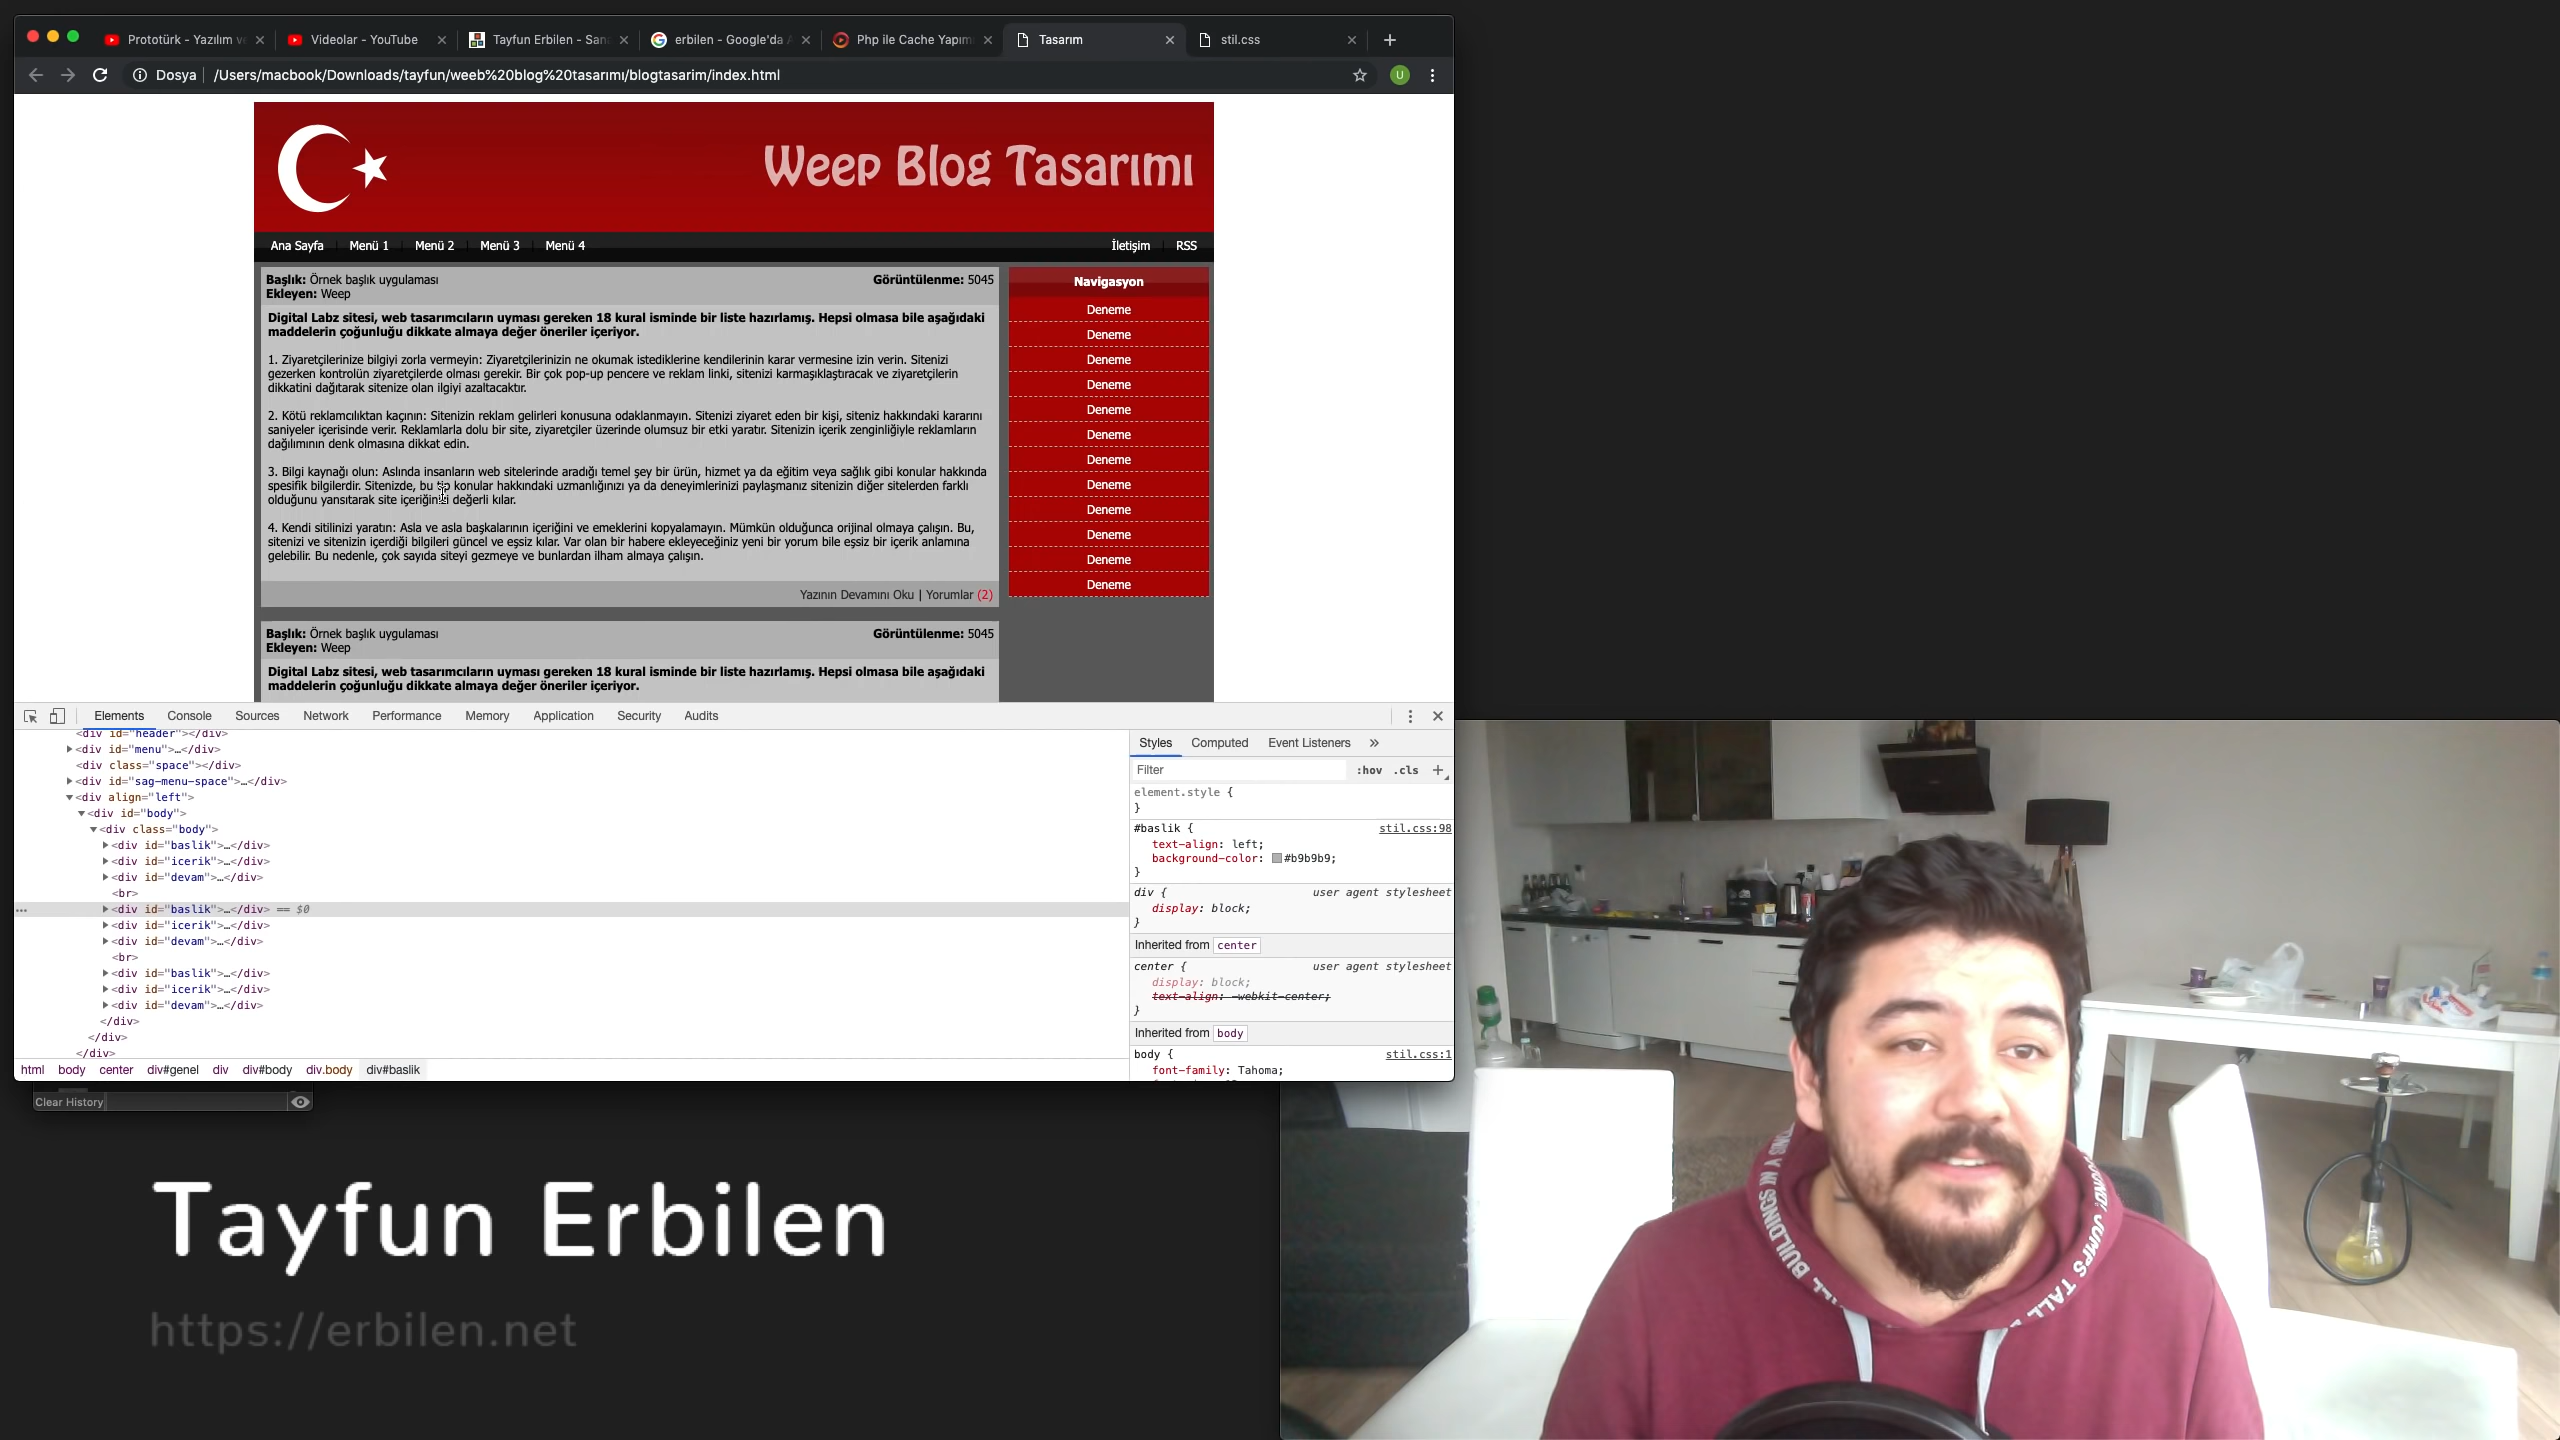 Prototürk - Yazılım ve
Videolar - YouTube
Tayfun Erbilen - San
erbilen - Google'da A
Php ile Cache Yapım
Tasarım
stil.css
Dosya
/Users/macbook/Downloads/tayfun/weeb%20blog%20tasarımı/blogtasarim/index.html
U
Weep Blog Tasarımı
Ana Sayfa | Menü 1 | Menü 2 | Menü 3 | Menü 4
İletişim | RSS
Başlık: Örnek başlık uygulaması
Görüntülenme: 5045
Ekleyen: Weep
Digital Labz sitesi, web tasarımcıların uyması gereken 18 kural isminde bir liste hazırlamış. Hepsi olmasa bile aşağıdaki
maddelerin çoğunluğu dikkate almaya değer öneriler içeriyor.
1. Ziyaretçilerinize bilgiyi zorla vermeyin: Ziyaretçilerinizin ne okumak istediklerine kendilerinin karar vermesine izin verin. Sitenizi
gezerken kontrolün ziyaretçilerde olması gerekir. Bir çok pop-up pencere ve reklam linki, sitenizi karmaşıklaştıracak ve ziyaretçilerin
dikkatini dağıtarak sitenize olan ilgiyi azaltacaktır.
2. Kötü reklamcılıktan kaçının: Sitenizin reklam gelirleri konusuna odaklanmayın. Sitenizi ziyaret eden bir kişi, siteniz hakkındaki kararını
saniyeler içerisinde verir. Reklamlarla dolu bir site, ziyaretçiler üzerinde olumsuz bir etki yaratır. Sitenizin içerik zenginliğiyle reklamların
dağılımının denk olmasına dikkat edin.
3. Bilgi kaynağı olun: Aslında insanların web sitelerinde aradığı temel şey bir ürün, hizmet ya da eğitim veya sağlık gibi konular hakkında
spesifik bilgilerdir. Sitenizde, bu tip konular hakkındaki uzmanlığınızı ya da deneyimlerinizi paylaşmanız sitenizin diğer sitelerden farklı
olduğunu yansıtarak site içeriğinizi değerli kılar.
4. Kendi sitilinizi yaratın: Asla ve asla başkalarının içeriğini ve emeklerini kopyalamayın. Mümkün olduğunca orijinal olmaya çalışın. Bu,
sitenizi ve sitenizin içerdiği bilgileri güncel ve eşsiz kılar. Var olan bir habere ekleyeceğiniz yeni bir yorum bile eşsiz bir içerik anlamına
gelebilir. Bu nedenle, çok sayıda siteyi gezmeye ve bunlardan ilham almaya çalışın.
Yazının Devamını Oku | Yorumlar (2)
Başlık: Örnek başlık uygulaması
Görüntülenme: 5045
Ekleyen: Weep
Digital Labz sitesi, web tasarımcıların uyması gereken 18 kural isminde bir liste hazırlamış. Hepsi olmasa bile aşağıdaki
maddelerin çoğunluğu dikkate almaya değer öneriler içeriyor.
Navigasyon
Deneme
Deneme
Deneme
Deneme
Deneme
Deneme
Deneme
Deneme
Deneme
Deneme
Deneme
Deneme
Elements Console Sources Network Performance Memory Application Security Audits
<div id="header"></div>
<div id="menu">…</div>
<div class="space"></div>
<div id="sag-menu-space">…</div>
<div align="left">
<div id="body">
<div class="body">
<div id="baslik">…</div>
<div id="icerik">…</div>
<div id="devam">…</div>
<br>
<div id="baslik">…</div> == $0
<div id="icerik">…</div>
<div id="devam">…</div>
<br>
<div id="baslik">…</div>
<div id="icerik">…</div>
<div id="devam">…</div>
</div>
</div>
</div>
html body center div#genel div div#body div.body div#baslik
Styles Computed Event Listeners »
Filter :hov .cls +
element.style {
}
#baslik { stil.css:98
text-align: left;
background-color: #b9b9b9;
}
div { user agent stylesheet
display: block;
}
Inherited from center
center { user agent stylesheet
display: block;
text-align: -webkit-center;
}
Inherited from body
body { stil.css:1
font-family: Tahoma;
Clear History
Tayfun Erbilen
https://erbilen.net
BUILDINGS
JUMPS TALL